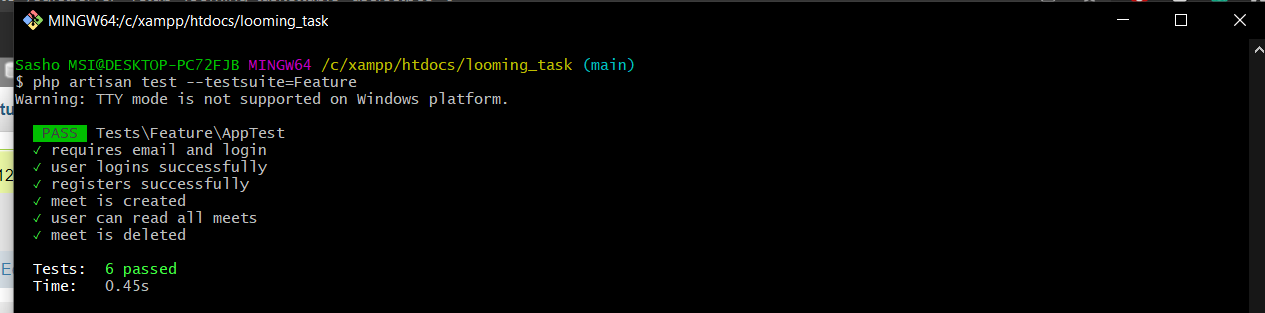 MINGW64:/c/xampp/htdocs/looming_task
Sasho MSI@DESKTOP-PC72FJB MINGW64 /c/xampp/htdocs/looming_task (main)
$ php artisan test --testsuite=Feature
Warning: TTY mode is not supported on Windows platform.
PASS Tests\Feature\AppTest
✓ requires email and login
✓ user logins successfully
✓ registers successfully
✓ meet is created
✓ user can read all meets
✓ meet is deleted
Tests: 6 passed
Time: 0.45s